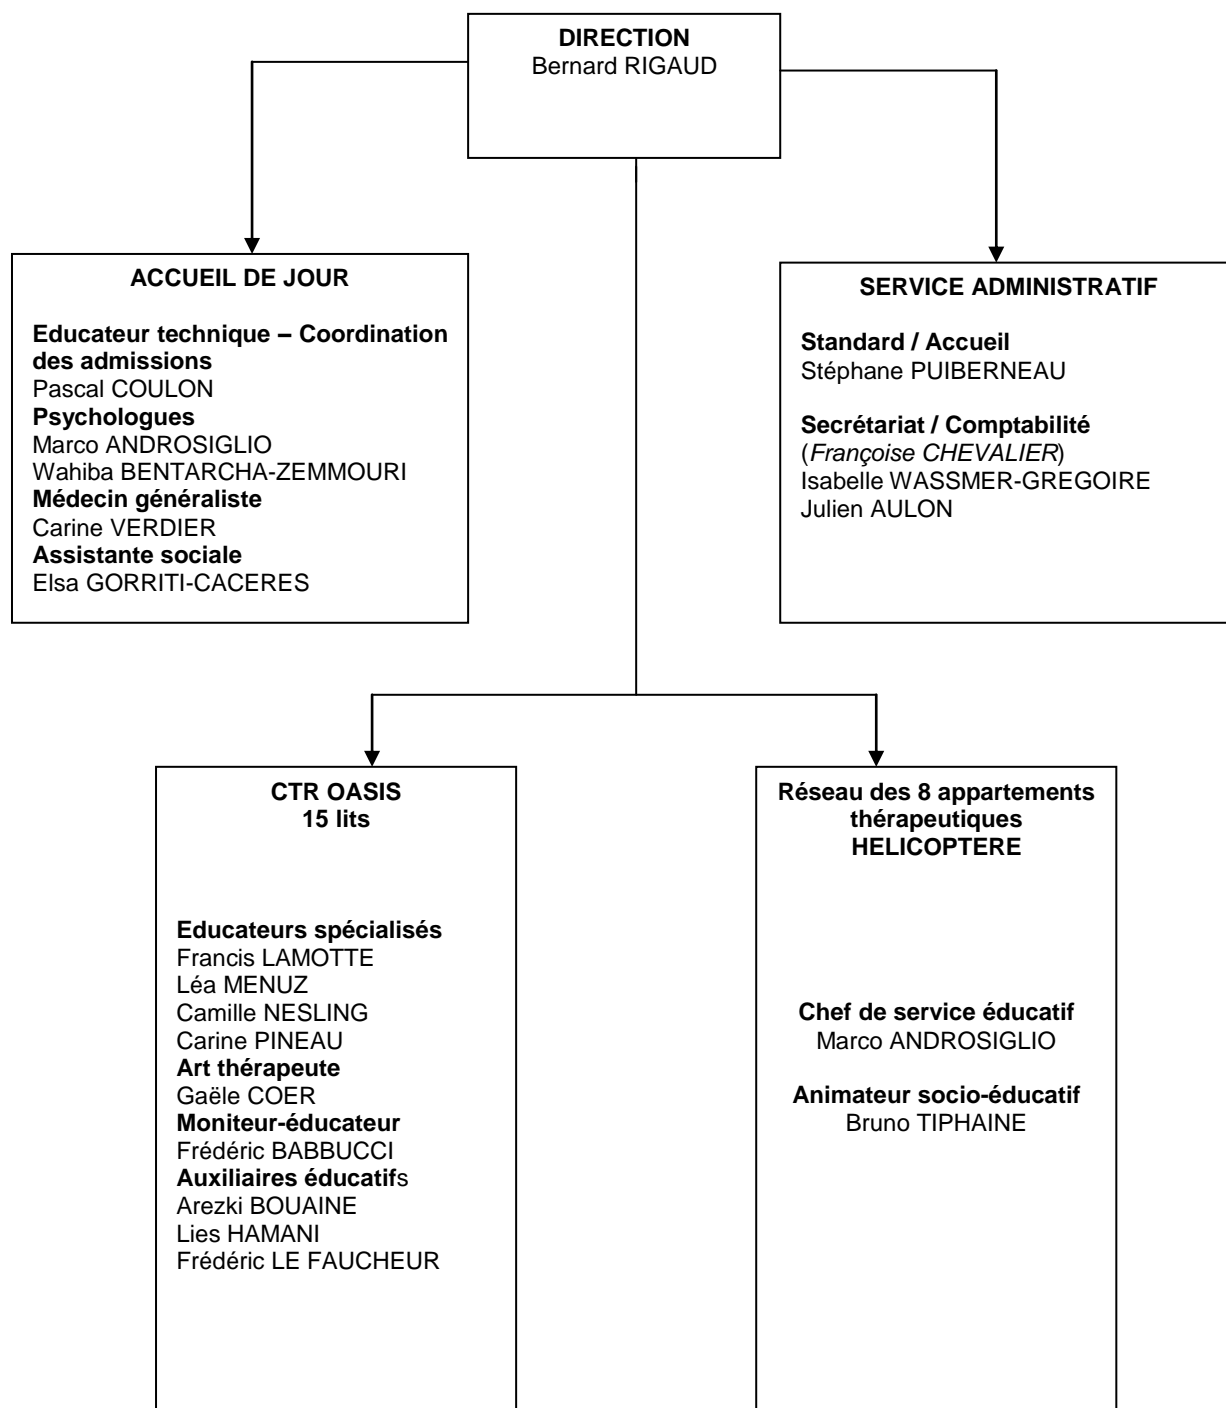 DIRECTION
Bernard RIGAUD
ACCUEIL DE JOUR
Educateur technique – Coordination
des admissions
Pascal COULON
Psychologues
Marco ANDROSIGLIO
Wahiba BENTARCHA-ZEMMOURI
Médecin généraliste
Carine VERDIER
Assistante sociale
Elsa GORRITI-CACERES
SERVICE ADMINISTRATIF
Standard / Accueil
Stéphane PUIBERNEAU
Secrétariat / Comptabilité
(Françoise CHEVALIER)
Isabelle WASSMER-GREGOIRE
Julien AULON
CTR OASIS
15 lits
Educateurs spécialisés
Francis LAMOTTE
Léa MENUZ
Camille NESLING
Carine PINEAU
Art thérapeute
Gaële COER
Moniteur-éducateur
Frédéric BABBUCCI
Auxiliaires éducatifs
Arezki BOUAINE
Lies HAMANI
Frédéric LE FAUCHEUR
Réseau des 8 appartements
thérapeutiques
HELICOPTERE
Chef de service éducatif
Marco ANDROSIGLIO
Animateur socio-éducatif
Bruno TIPHAINE